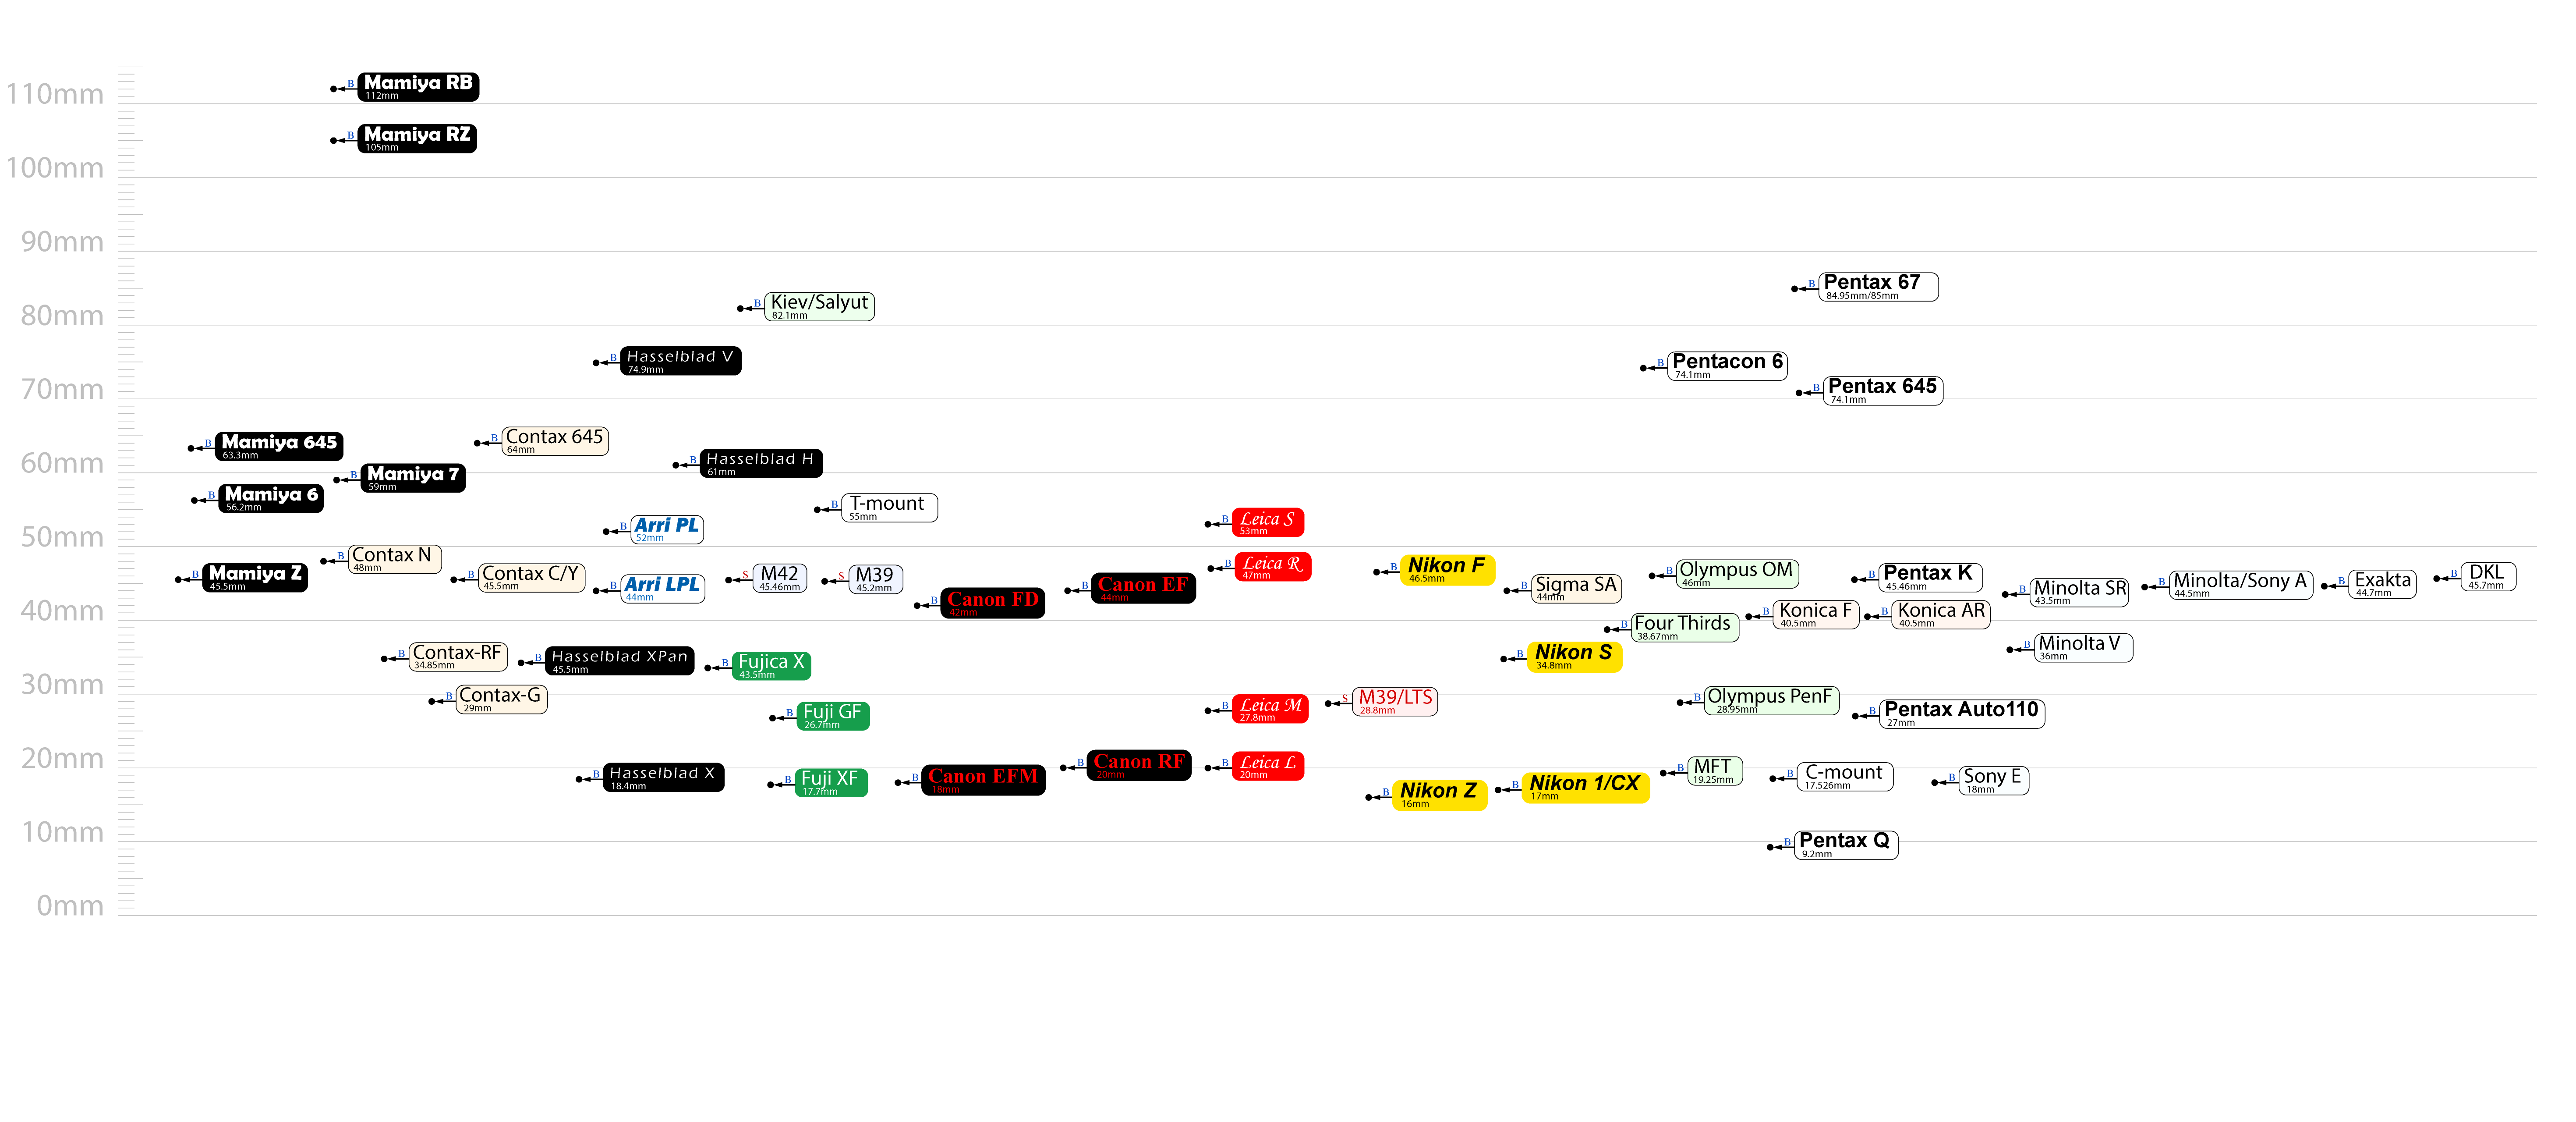 110mm
B
Mamiya RB
112mm
B
Mamiya RZ
105mm
100mm
90mm
B
Pentax 67
84.95mm/85mm
B
Kiev/Salyut
82.1mm
80mm
B
Hasselblad V
74.9mm
B
Pentacon 6
74.1mm
B
Pentax 645
74.1mm
70mm
B
Mamiya 645
63.3mm
B
Contax 645
64mm
B
Hasselblad H
61mm
60mm
B
Mamiya 7
59mm
B
Mamiya 6
56.2mm
B
T-mount
55mm
B
Arri PL
52mm
B
Leica S
53mm
50mm
B
Contax N
48mm
B
Mamiya Z
45.5mm
B
Contax C/Y
45.5mm
B
Arri LPL
44mm
S
M42
45.46mm
S
M39
45.2mm
B
Canon FD
42mm
B
Canon EF
44mm
B
Leica R
47mm
B
Nikon F
46.5mm
B
Sigma SA
44mm
B
Olympus OM
46mm
B
Pentax K
45.46mm
B
Minolta SR
43.5mm
B
Minolta/Sony A
44.5mm
B
Exakta
44.7mm
B
DKL
45.7mm
40mm
B
Four Thirds
38.67mm
B
Konica F
40.5mm
B
Konica AR
40.5mm
B
Contax-RF
34.85mm
B
Hasselblad XPan
45.5mm
B
Fujica X
43.5mm
B
Nikon S
34.8mm
B
Minolta V
36mm
30mm
B
Contax-G
29mm
B
Fuji GF
26.7mm
B
Leica M
27.8mm
S
M39/LTS
28.8mm
B
Olympus PenF
28.95mm
B
Pentax Auto110
27mm
20mm
B
Hasselblad X
18.4mm
B
Fuji XF
17.7mm
B
Canon EFM
18mm
B
Canon RF
20mm
B
Leica L
20mm
B
Nikon Z
16mm
B
Nikon 1/CX
17mm
B
MFT
19.25mm
B
C-mount
17.526mm
B
Sony E
18mm
10mm
B
Pentax Q
9.2mm
0mm